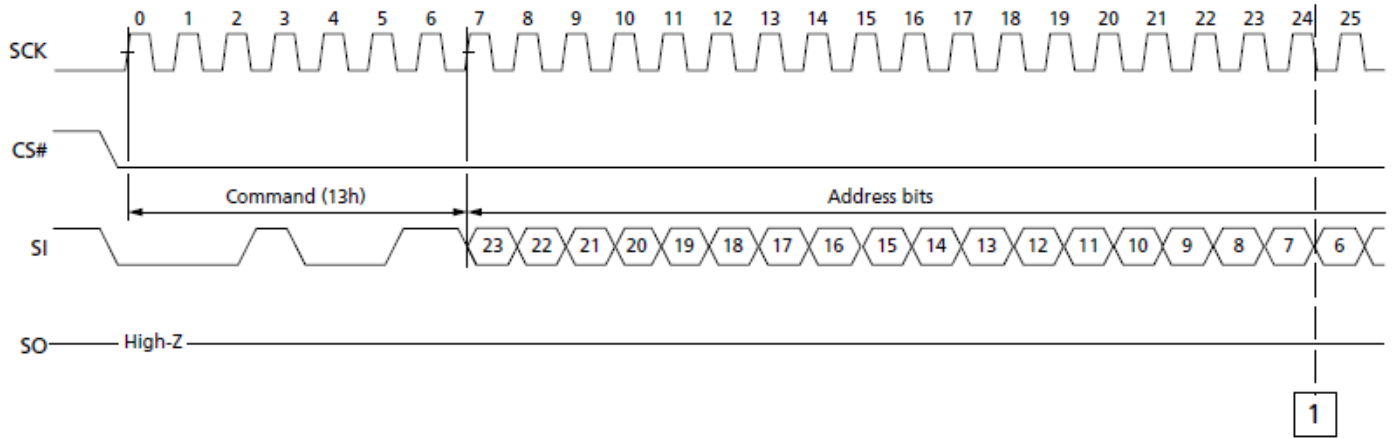 0 1 2 3 4 5 6 7 8 9 10 11 12 13 14 15 16 17 18 19 20 21 22 23 24 25
SCK
CS#
Command (13h) Address bits
SI 23 22 21 20 19 18 17 16 15 14 13 12 11 10 9 8 7 6
SO High-Z
1